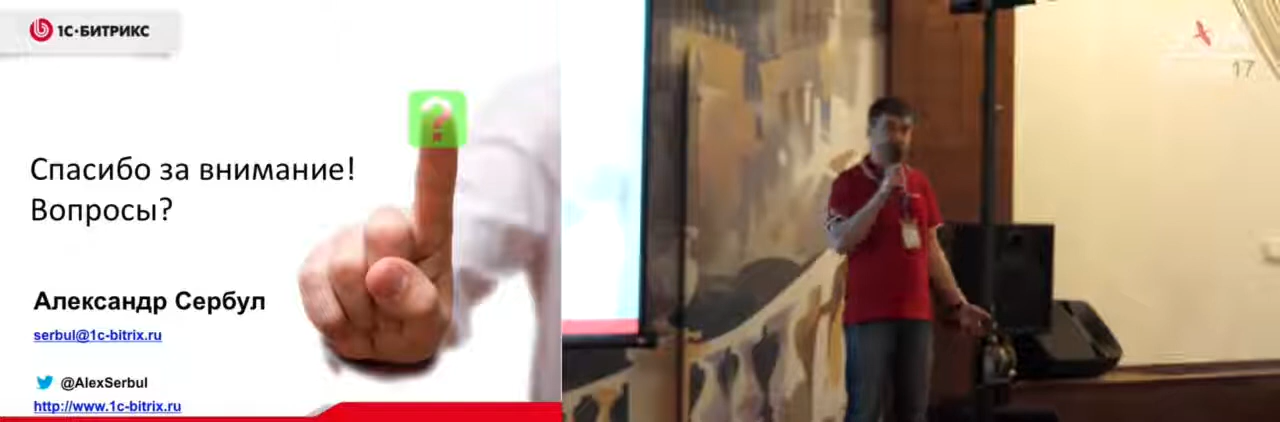 1С·БИТРИКС
Спасибо за внимание!
Вопросы?
Александр Сербул
serbul@1c-bitrix.ru
@AlexSerbul
http://www.1c-bitrix.ru
17